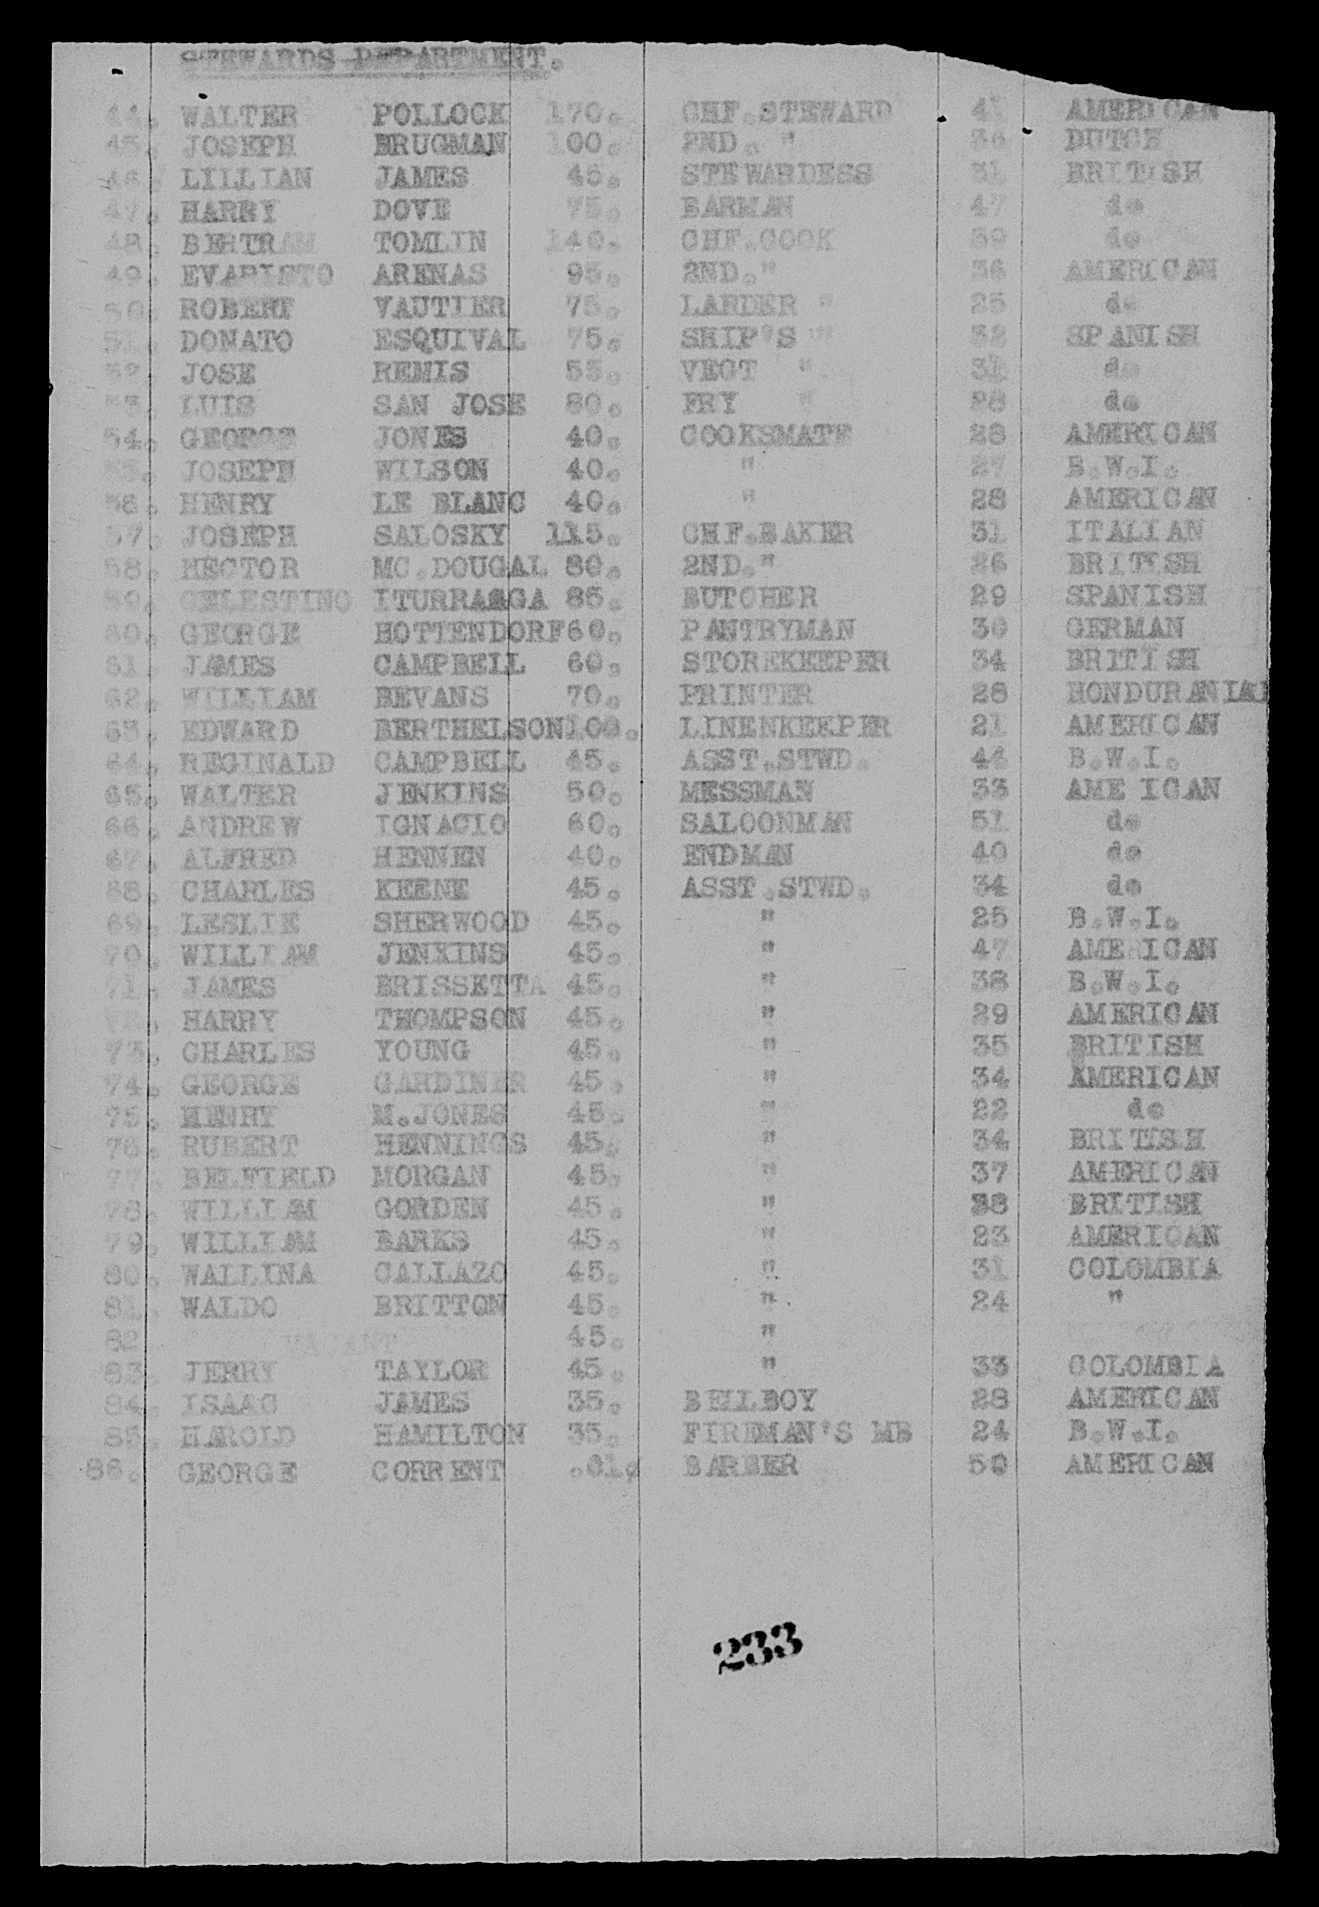 STEWARDS DEPARTMENT.
44. WALTER POLLOCK 170. CHF.STEWARD 41 AMERICAN
45. JOSEPH BRUGMAN 100. 2ND. " 36 DUTCH
46. LILLIAN JAMES 45. STEWARDESS 31 BRITISH
47. HARRY DOVE 75. BARMAN 47 do
48. BERTRAM TOMLIN 140. CHF.COOK 39 do
49. EVARISTO ARENAS 95. 2ND." 36 AMERICAN
50. ROBERT VAUTIER 75. LARDER " 25 do
51. DONATO ESQUIVAL 75. SHIP'S " 32 SPANISH
52. JOSE REMIS 55. VEGT " 31 do
53. LUIS SAN JOSE 80. FRY " 28 do
54. GEORGE JONES 40. COOKSMATE 28 AMERICAN
55. JOSEPH WILSON 40. " 27 B.W.I.
56. HENRY LE BLANC 40. " 28 AMERICAN
57. JOSEPH SALOSKY 115. CHF.BAKER 31 ITALIAN
58. HECTOR MC.DOUGAL 80. 2ND." 26 BRITISH
59. CELESTINO ITURRAAGA 85. BUTCHER 29 SPANISH
60. GEORGE HOTTENDORF 60. PANTRYMAN 30 GERMAN
61. JAMES CAMPBELL 60. STOREKEEPER 34 BRITISH
62. WILLIAM BEVANS 70. PRINTER 28 HONDURANIAN
63. EDWARD BERTHELSON 100. LINENKEEPER 21 AMERICAN
64. REGINALD CAMPBELL 45. ASST.STWD. 44 B.W.I.
65. WALTER JENKINS 50. MESSMAN 33 AME ICAN
66. ANDREW IGNACIO 60. SALOONMAN 51 do
67. ALFRED HENNEN 40. ENDMAN 40 do
68. CHARLES KEENE 45. ASST.STWD. 34 do
69. LESLIE SHERWOOD 45. " 25 B.W.I.
70. WILLIAM JENKINS 45. " 47 AMERICAN
71. JAMES BRISSETTA 45. " 38 B.W.I.
72. HARRY THOMPSON 45. " 29 AMERICAN
73. CHARLES YOUNG 45. " 35 BRITISH
74. GEORGE GARDINER 45. " 34 AMERICAN
75. HENRY M.JONES 45. " 22 do
76. RUBERT HENNINGS 45. " 34 BRITISH
77. BELFIELD MORGAN 45. " 37 AMERICAN
78. WILLIAM GORDEN 45. " 38 BRITISH
79. WILLIAM BARKS 45. " 23 AMERICAN
80. WALLINA CALLAZO 45. " 31 COLOMBIA
81. WALDO BRITTON 45. " 24 "
82 VACANT 45. "
83. JERRY TAYLOR 45. " 33 COLOMBIA
84. ISAAC JAMES 35. BELLBOY 28 AMERICAN
85. HAROLD HAMILTON 35. FIREMAN'S MB 24 B.W.I.
86. GEORGE CORRENT .01. BARBER 50 AMERICAN
233